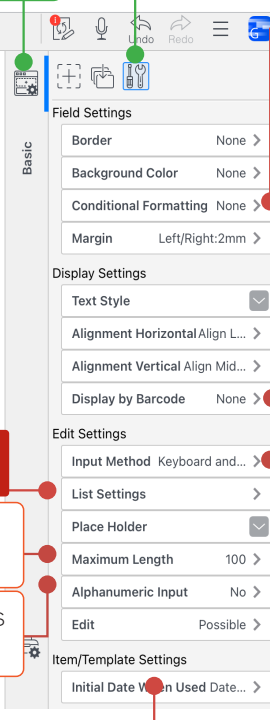 Undo
Redo
Basic
Field Settings
Border None
Background Color None
Conditional Formatting None
Margin Left/Right:2mm
Display Settings
Text Style
Alignment Horizontal Align L...
Alignment Vertical Align Mid...
Display by Barcode None
Edit Settings
Input Method Keyboard and...
List Settings
Place Holder
Maximum Length 100
Alphanumeric Input No
S
Edit Possible
Item/Template Settings
Initial Date When Used Date...